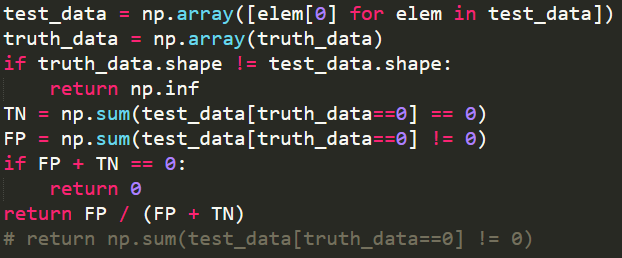 test_data = np.array([elem[0] for elem in test_data])
truth_data = np.array(truth_data)
if truth_data.shape != test_data.shape:
    return np.inf
TN = np.sum(test_data[truth_data==0] == 0)
FP = np.sum(test_data[truth_data==0] != 0)
if FP + TN == 0:
    return 0
return FP / (FP + TN)
# return np.sum(test_data[truth_data==0] != 0)